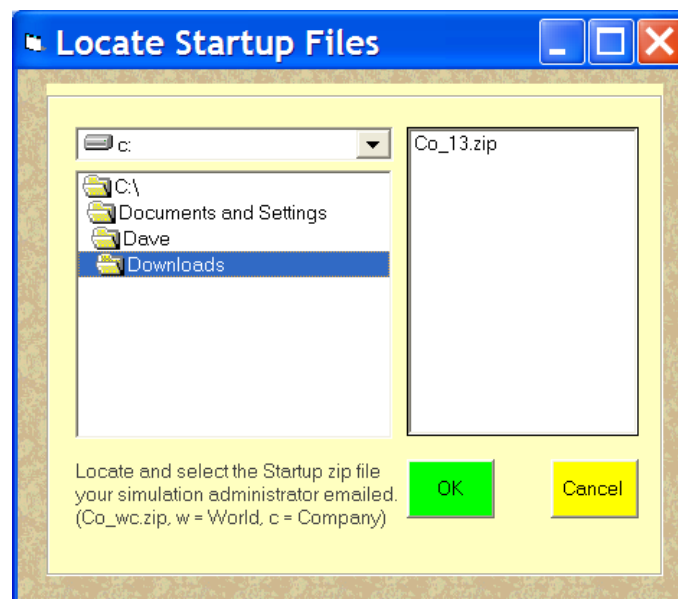 Locate Startup Files
c:
Co_13.zip
C:\
Documents and Settings
Dave
Downloads
Locate and select the Startup zip file
your simulation administrator emailed.
(Co_wc.zip, w = World, c = Company)
OK
Cancel